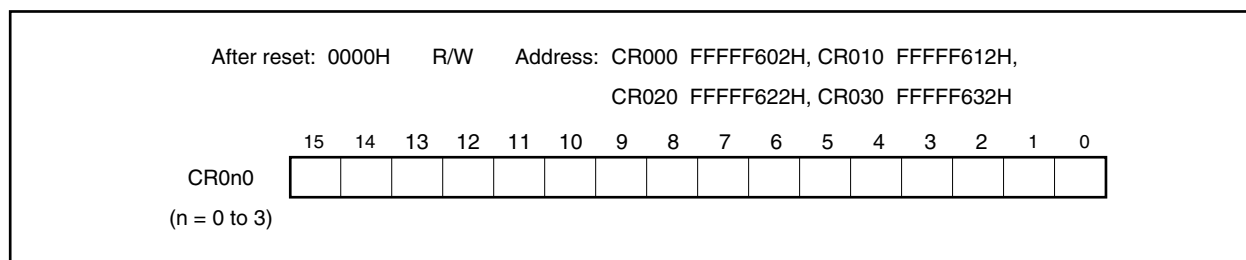 After reset: 0000H R/W Address: CR000 FFFFF602H, CR010 FFFFF612H,
CR020 FFFFF622H, CR030 FFFFF632H
15 14 13 12 11 10 9 8 7 6 5 4 3 2 1 0
CR0n0
(n = 0 to 3)